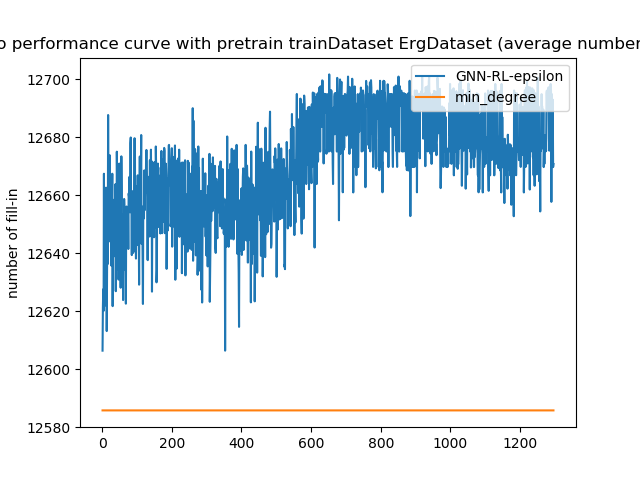 o performance curve with pretrain trainDataset ErgDataset (average number
GNN-RL-epsilon
min_degree
number of fill-in
12700
12680
12660
12640
12620
12600
12580
0 200 400 600 800 1000 1200